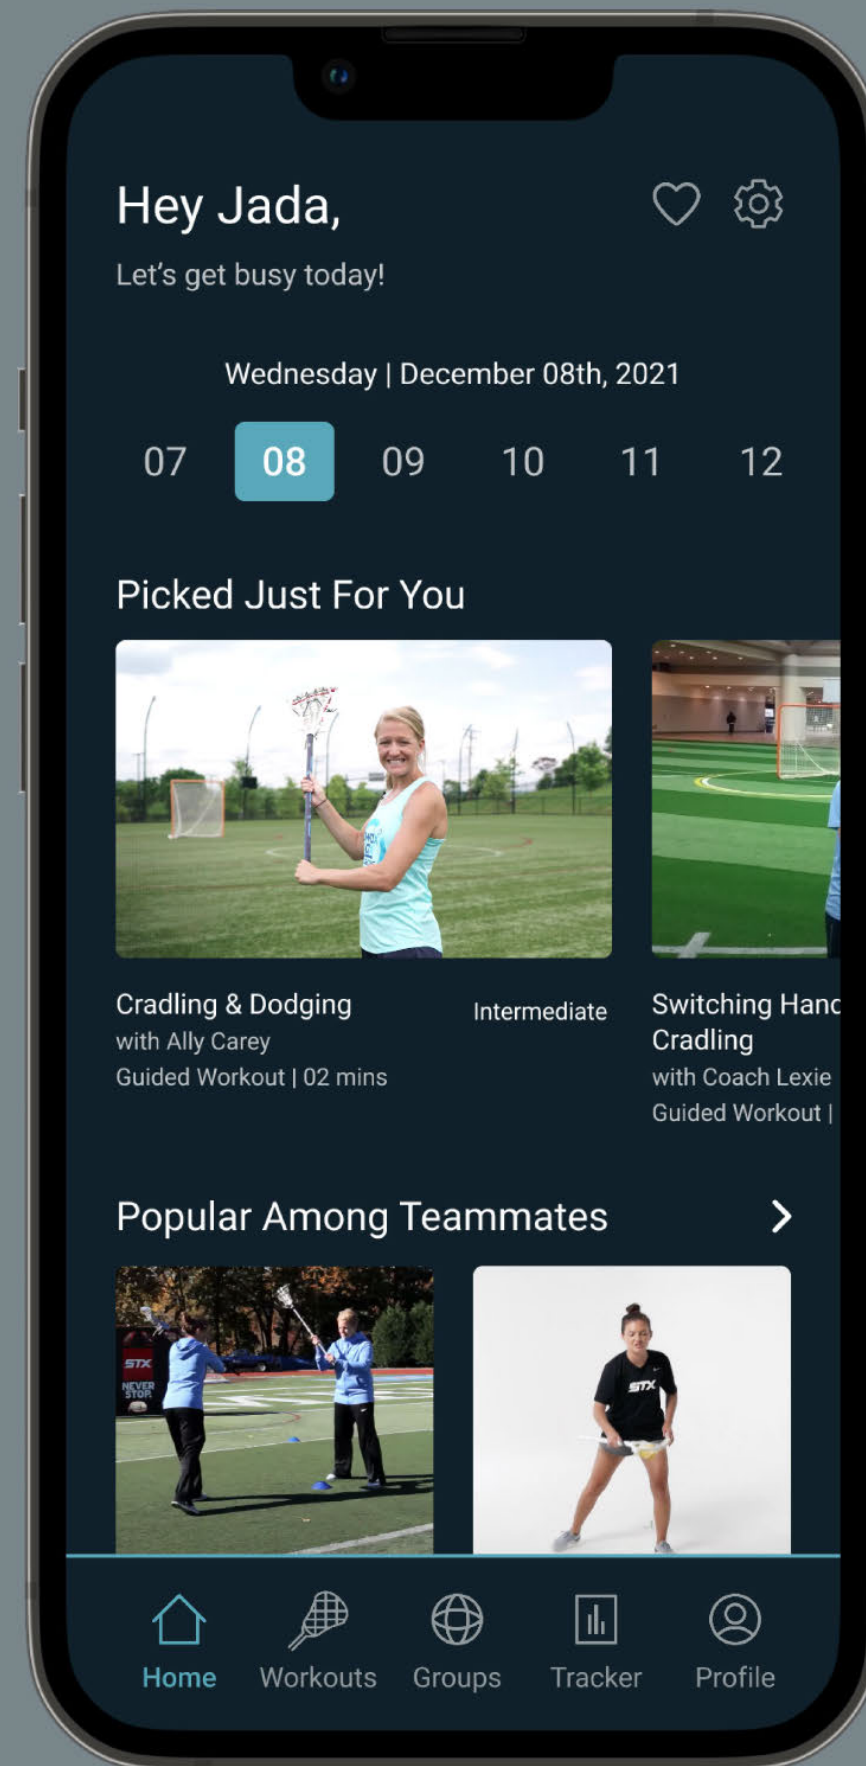 Hey Jada,
Let's get busy today!
Wednesday | December 08th, 2021
07 08 09 10 11 12
Picked Just For You
Cradling & Dodging
Intermediate
with Ally Carey
Guided Workout | 02 mins
Switching Hand
Cradling
with Coach Lexie
Guided Workout |
Popular Among Teammates
STX
NEVER
STOP.
STX
Home Workouts Groups Tracker Profile